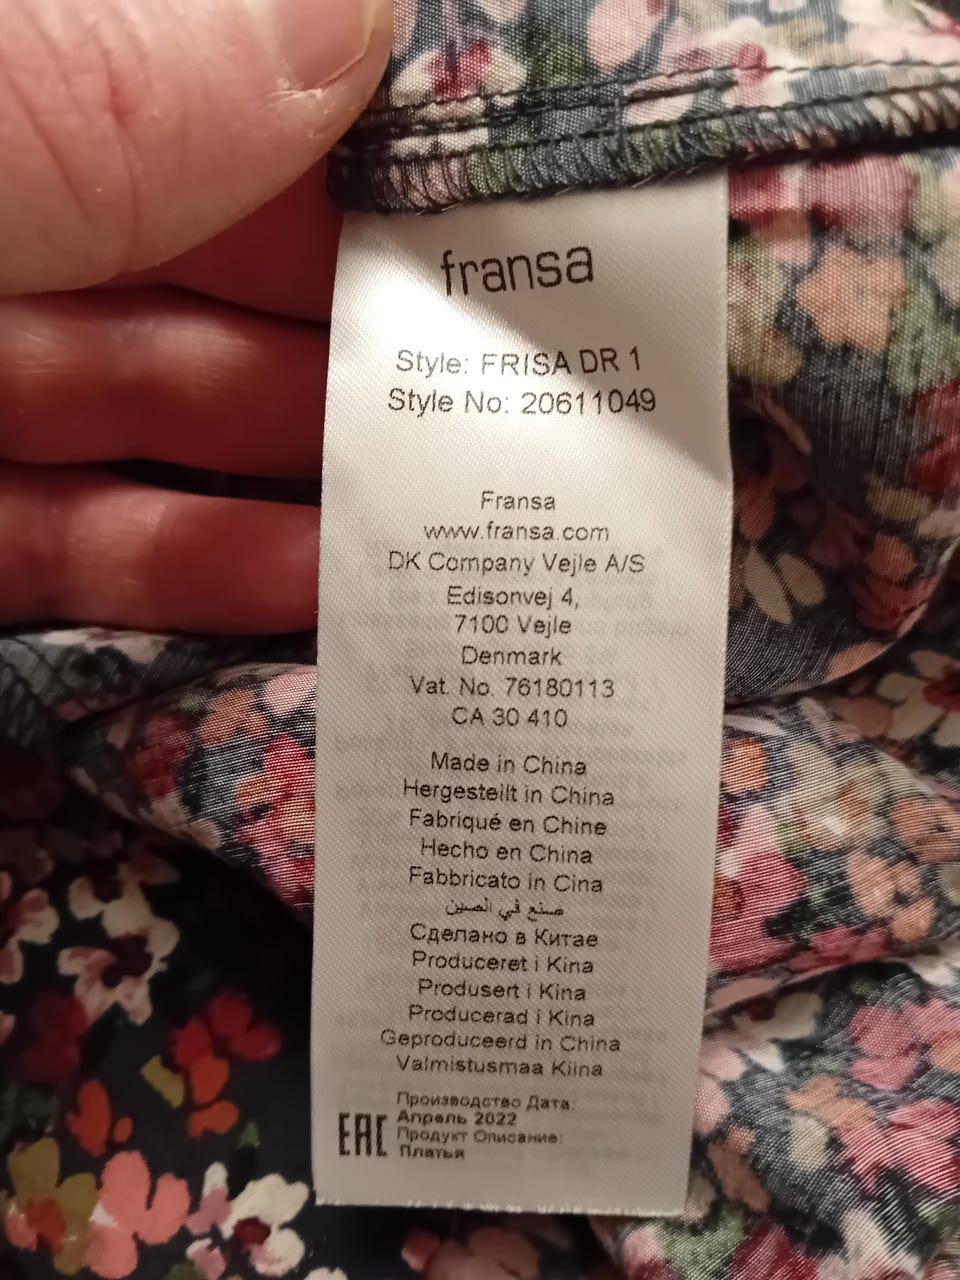 fransa
Style: FRISA DR 1
Style No: 20611049
Fransa
www.fransa.com
DK Company Vejle A/S
Edisonvej 4,
7100 Vejle
Denmark
Vat. No. 76180113
CA 30 410
Made in China
Hergestellt in China
Fabriqué en Chine
Hecho en China
Fabbricato in Cina
صنع في الصين
Сделано в Китае
Produceret i Kina
Produsert i Kina
Producerad i Kina
Geproduceerd in China
Valmistusmaa Kiina
Производство Дата:
Апрель 2022
Продукт Описание:
Платья
EAC